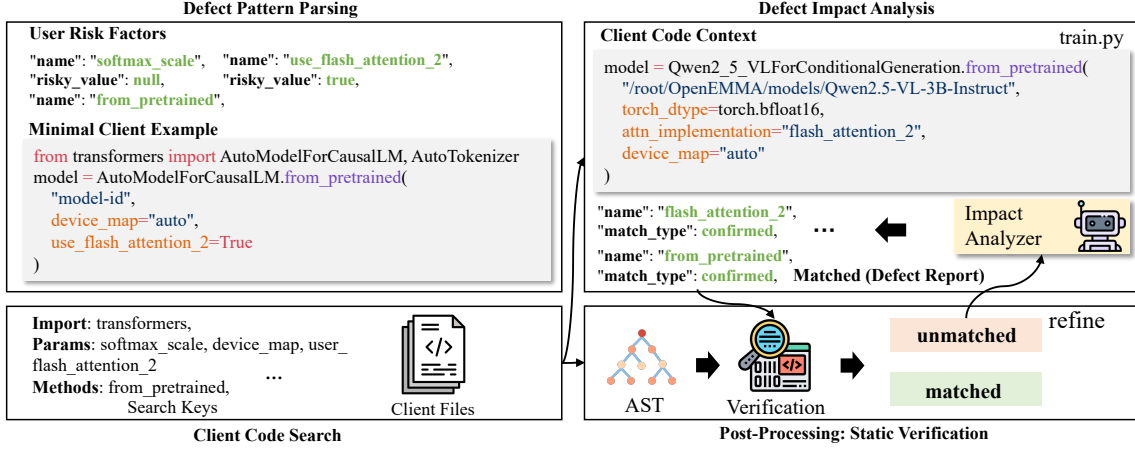 Defect Pattern Parsing
User Risk Factors
"name": "softmax_scale", "name": "use_flash_attention_2",
"risky_value": null, "risky_value": true,
"name": "from_pretrained",
Minimal Client Example
from transformers import AutoModelForCausalLM, AutoTokenizer
model = AutoModelForCausalLM.from_pretrained(
"model-id",
device_map="auto",
use_flash_attention_2=True
)
Import: transformers,
Params: softmax_scale, device_map, user_
flash_attention_2
Methods: from_pretrained,
...
Search Keys
Client Files
Client Code Search
Defect Impact Analysis
Client Code Context
train.py
model = Qwen2_5_VLForConditionalGeneration.from_pretrained(
"/root/OpenEMMA/models/Qwen2.5-VL-3B-Instruct",
torch_dtype=torch.bfloat16,
attn_implementation="flash_attention_2",
device_map="auto"
)
"name": "flash_attention_2",
"match_type": confirmed,
...
"name": "from_pretrained",
"match_type": confirmed, Matched (Defect Report)
Impact
Analyzer
AST
Verification
unmatched
refine
matched
Post-Processing: Static Verification